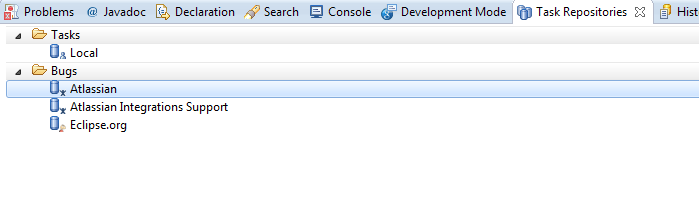 Problems @ Javadoc Declaration Search Console Development Mode Task Repositories Hist
Tasks
Local
Bugs
Atlassian
Atlassian Integrations Support
Eclipse.org